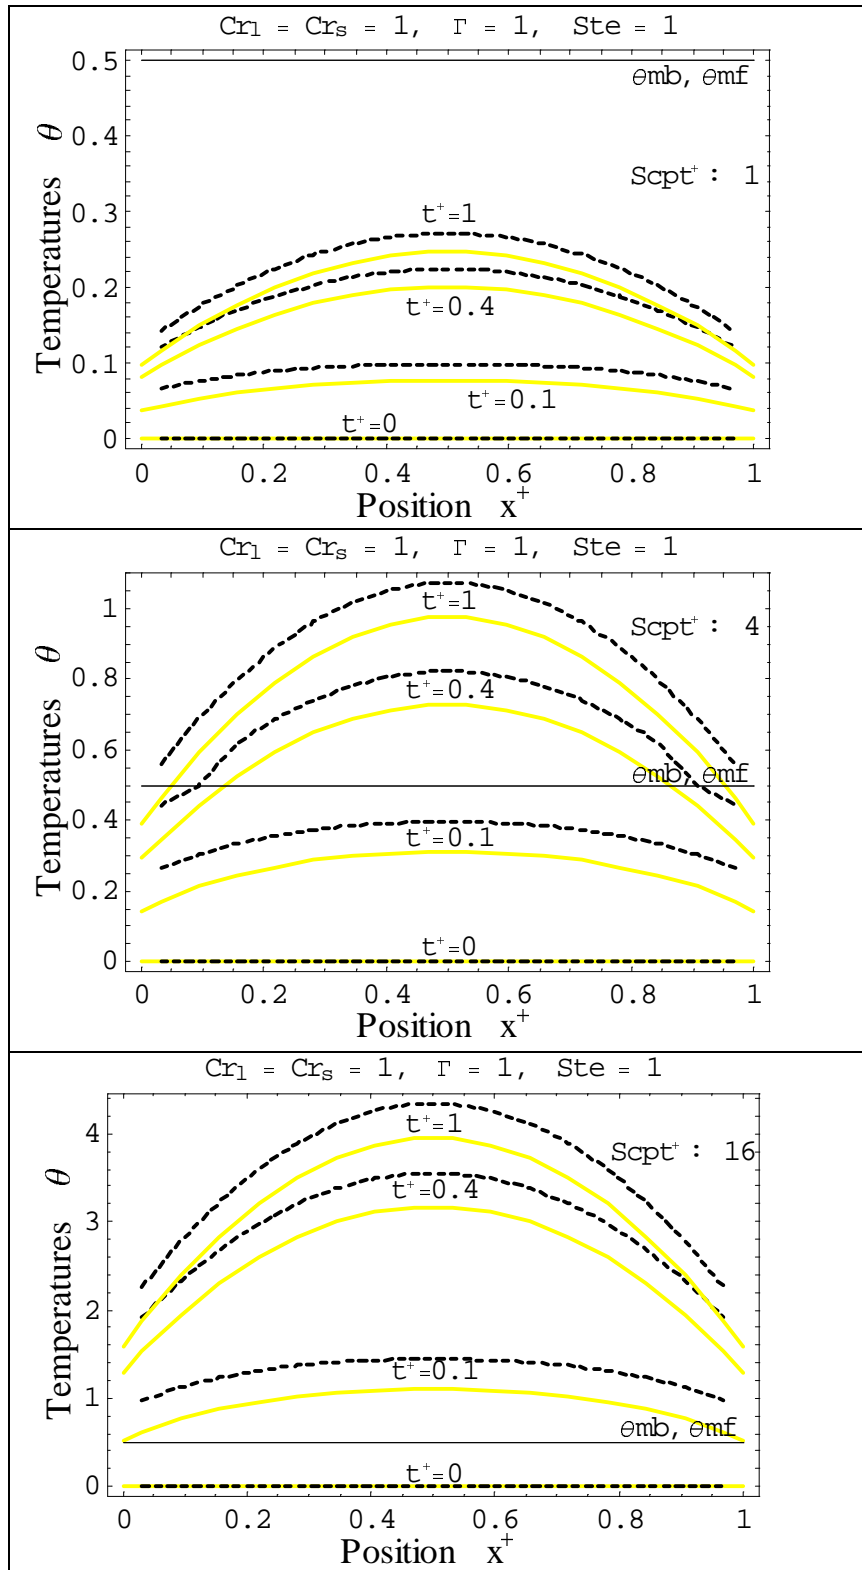 Cr₁ = Cr_s = 1, Γ = 1, Ste = 1
0.5
θmb, θmf
0.4
Scpt⁺ : 1
0.3
t⁺=1
0.2
t⁺=0.4
0.1
t⁺=0.1
t⁺=0
0
Temperatures θ
0 0.2 0.4 0.6 0.8 1
Position x⁺
Cr₁ = Cr_s = 1, Γ = 1, Ste = 1
1
t⁺=1
Scpt⁺ : 4
0.8
t⁺=0.4
0.6
θmb, θmf
0.4
t⁺=0.1
0.2
t⁺=0
0
Temperatures θ
0 0.2 0.4 0.6 0.8 1
Position x⁺
Cr₁ = Cr_s = 1, Γ = 1, Ste = 1
4
t⁺=1
Scpt⁺ : 16
t⁺=0.4
3
2
t⁺=0.1
1
θmb, θmf
t⁺=0
0
Temperatures θ
0 0.2 0.4 0.6 0.8 1
Position x⁺